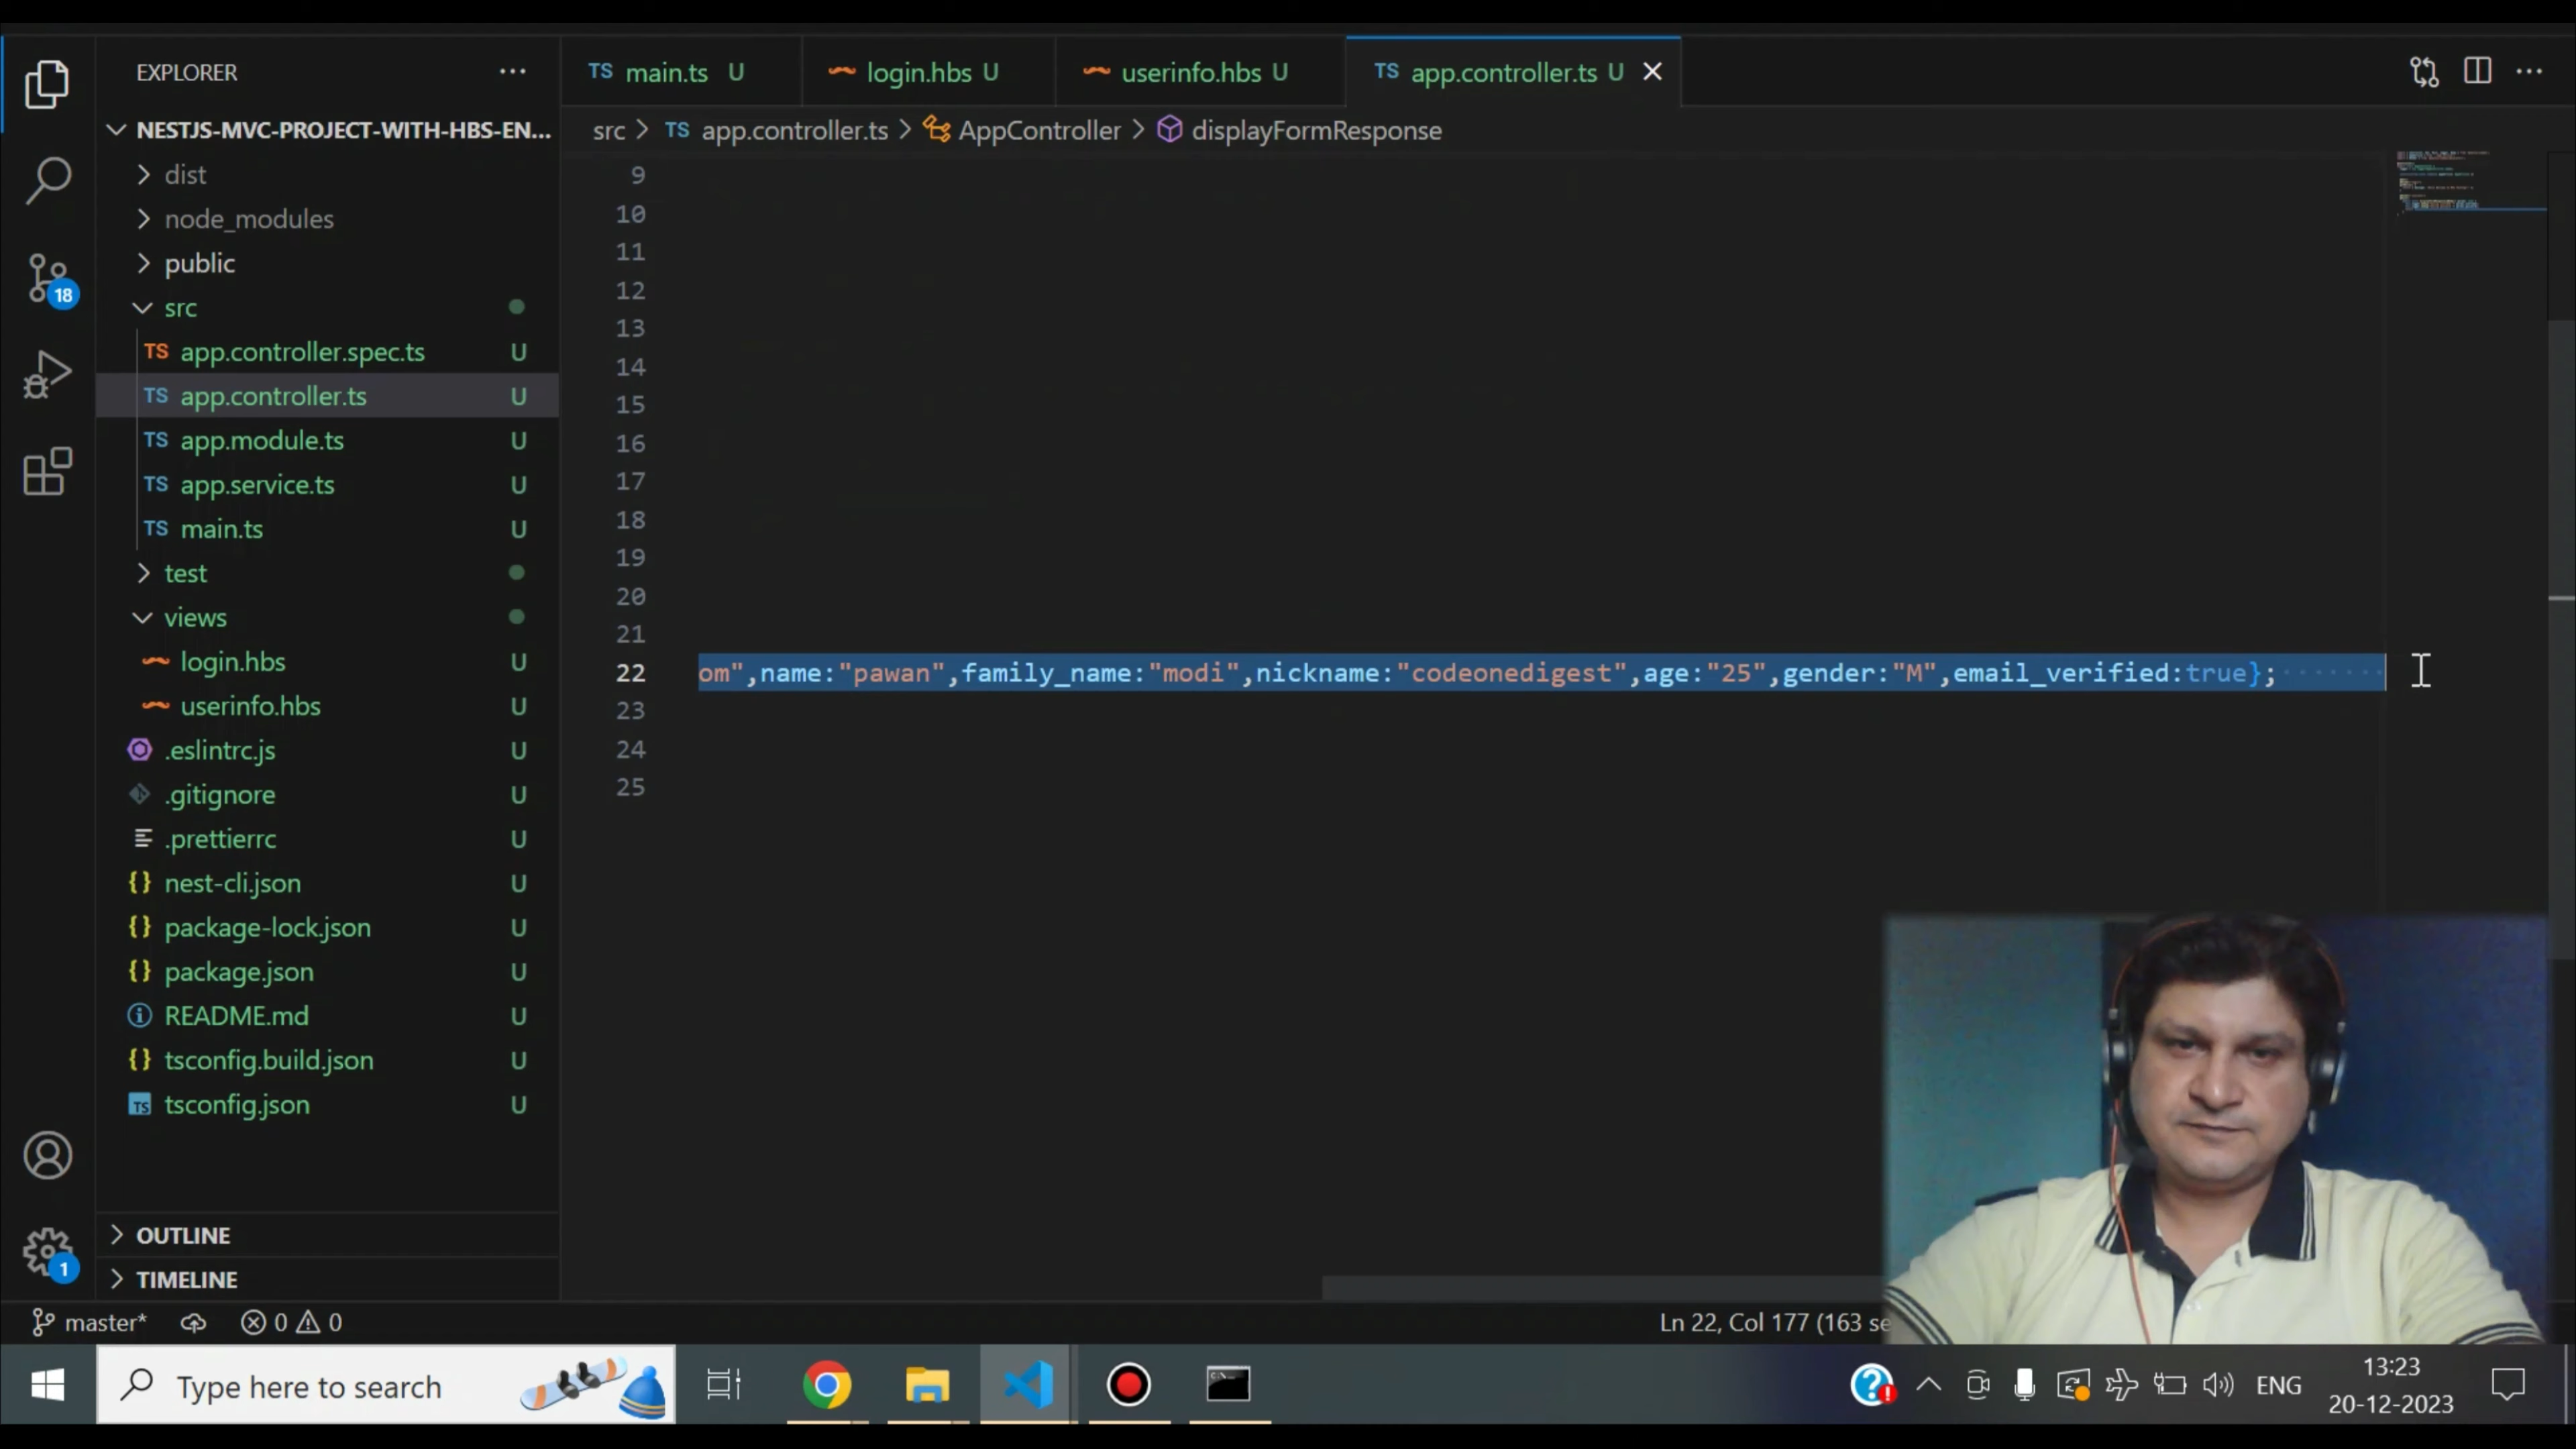 EXPLORER
NESTJS-MVC-PROJECT-WITH-HBS-EN...
dist
node_modules
public
src
TS app.controller.spec.ts U
TS app.controller.ts U
TS app.module.ts U
TS app.service.ts U
TS main.ts U
test
views
login.hbs U
userinfo.hbs U
.eslintrc.js U
.gitignore U
.prettierrc U
{} nest-cli.json U
{} package-lock.json U
{} package.json U
README.md U
{} tsconfig.build.json U
TS tsconfig.json U
OUTLINE
TIMELINE
18
1
TS main.ts U
login.hbs U
userinfo.hbs U
TS app.controller.ts U
src > TS app.controller.ts > AppController > displayFormResponse
9
10
11
12
13
14
15
16
17
18
19
20
21
22 om",name:"pawan",family_name:"modi",nickname:"codeonedigest",age:"25",gender:"M",email_verified:true};
23
24
25
master* 0 0
Ln 22, Col 177 (163 se
Type here to search
ENG
13:23
20-12-2023